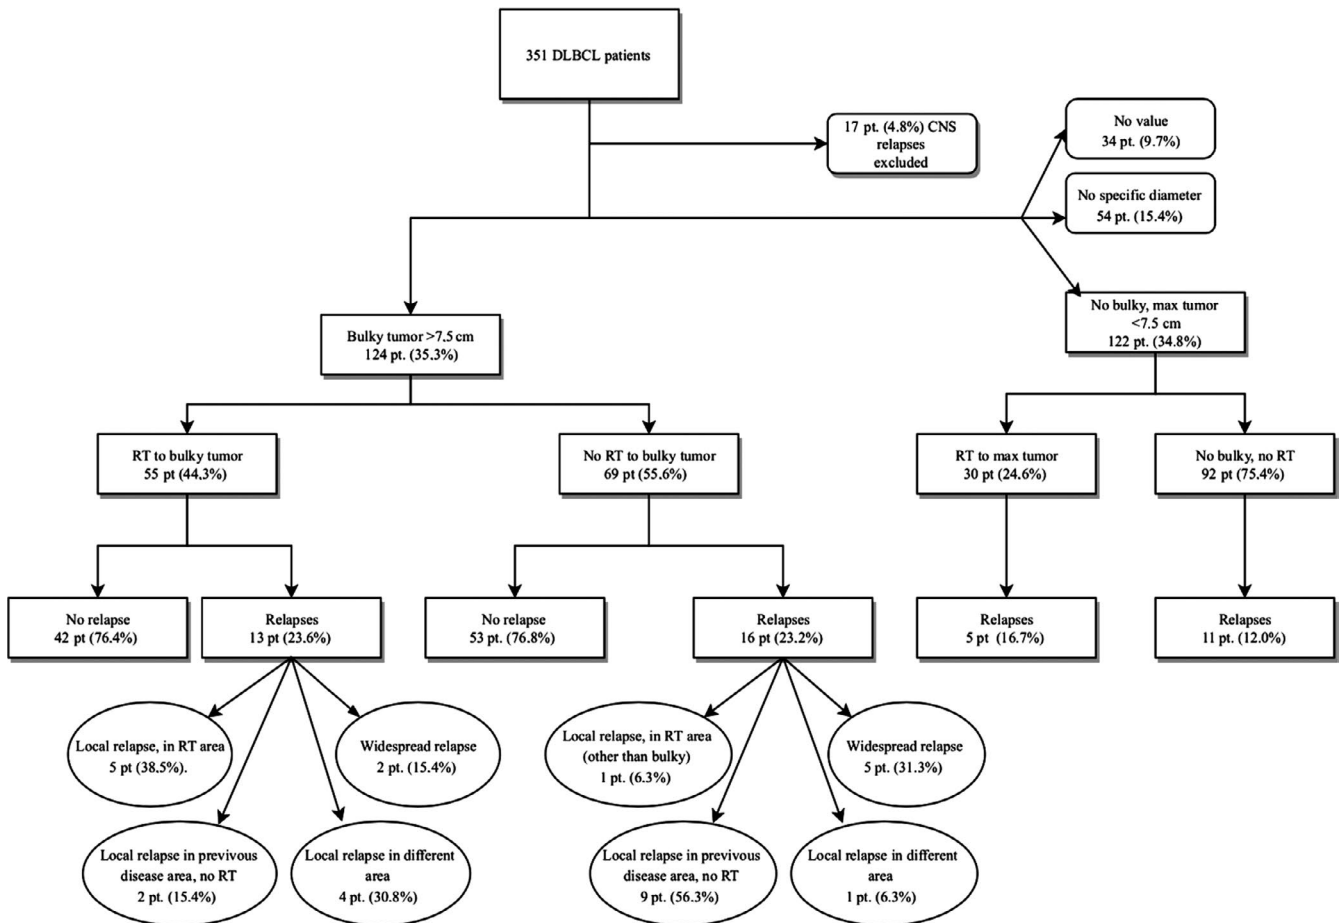 351 DLBCL patients
17 pt. (4.8%) CNS
relapses
excluded
No value
34 pt. (9.7%)
No specific diameter
54 pt. (15.4%)
Bulky tumor >7.5 cm
124 pt. (35.3%)
No bulky, max tumor
<7.5 cm
122 pt. (34.8%)
RT to bulky tumor
55 pt (44.3%)
No RT to bulky tumor
69 pt (55.6%)
RT to max tumor
30 pt (24.6%)
No bulky, no RT
92 pt (75.4%)
No relapse
42 pt (76.4%)
Relapses
13 pt (23.6%)
No relapse
53 pt. (76.8%)
Relapses
16 pt (23.2%)
Relapses
5 pt (16.7%)
Relapses
11 pt. (12.0%)
Local relapse, in RT area
5 pt (38.5%).
Widespread relapse
2 pt. (15.4%)
Local relapse, in RT area
(other than bulky)
1 pt. (6.3%)
Widespread relapse
5 pt. (31.3%)
Local relapse in previvous
disease area, no RT
2 pt. (15.4%)
Local relapse in different
area
4 pt. (30.8%)
Local relapse in previvous
disease area, no RT
9 pt. (56.3%)
Local relapse in different
area
1 pt. (6.3%)